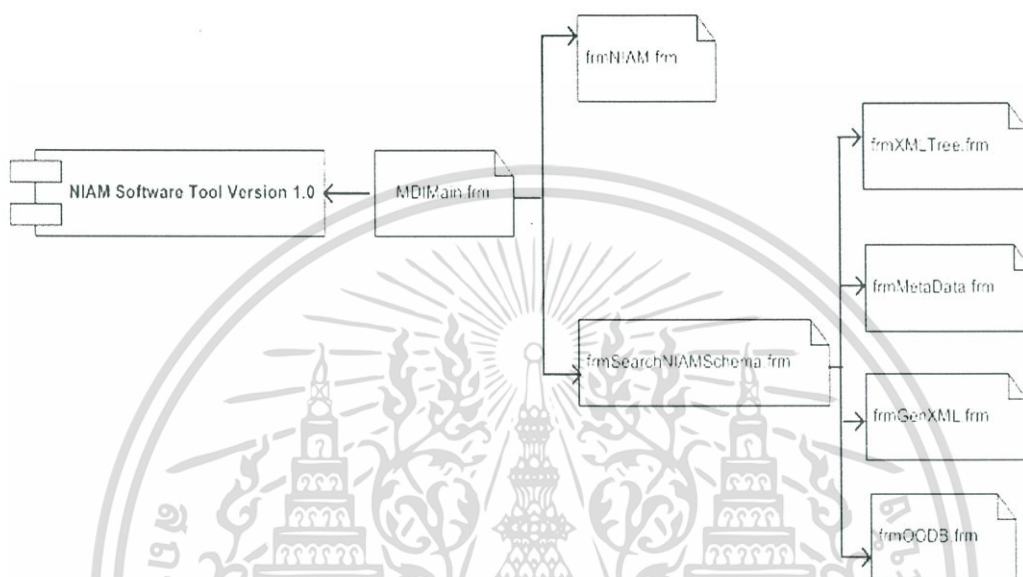 frmNIAM.frm
frmXMLTree.frm
NIAM Software Tool Version 1.0
MDIMain.frm
frmMetaData.frm
frmSearchNIAMSchema.frm
frmGenXML.frm
frmOODB.frm